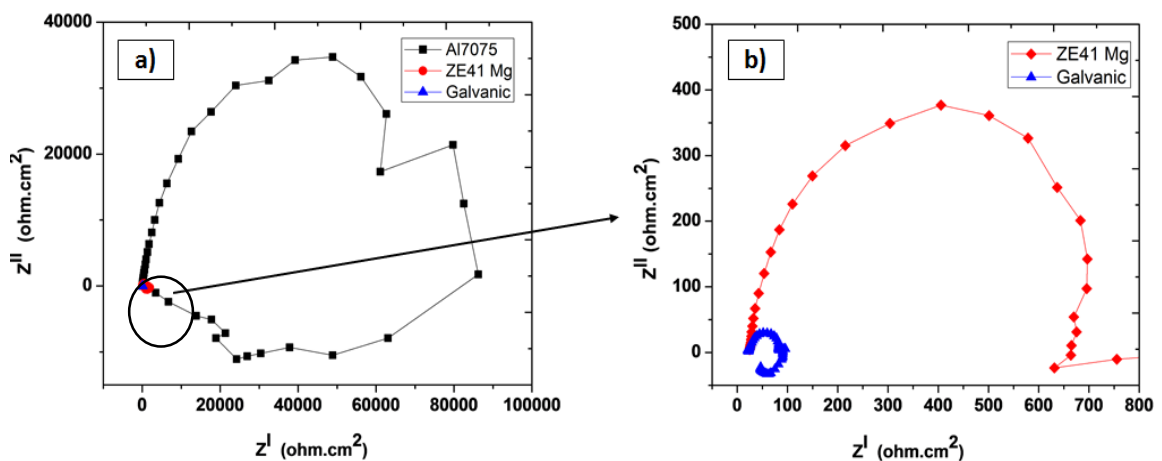 a)
Al7075
ZE41 Mg
Galvanic
40000
20000
0
Z^II (ohm.cm^2)
0
20000
40000
60000
80000
100000
Z^I (ohm.cm^2)
b)
ZE41 Mg
Galvanic
500
400
300
200
100
0
Z^II (ohm.cm^2)
0
100
200
300
400
500
600
700
800
Z^I (ohm.cm^2)